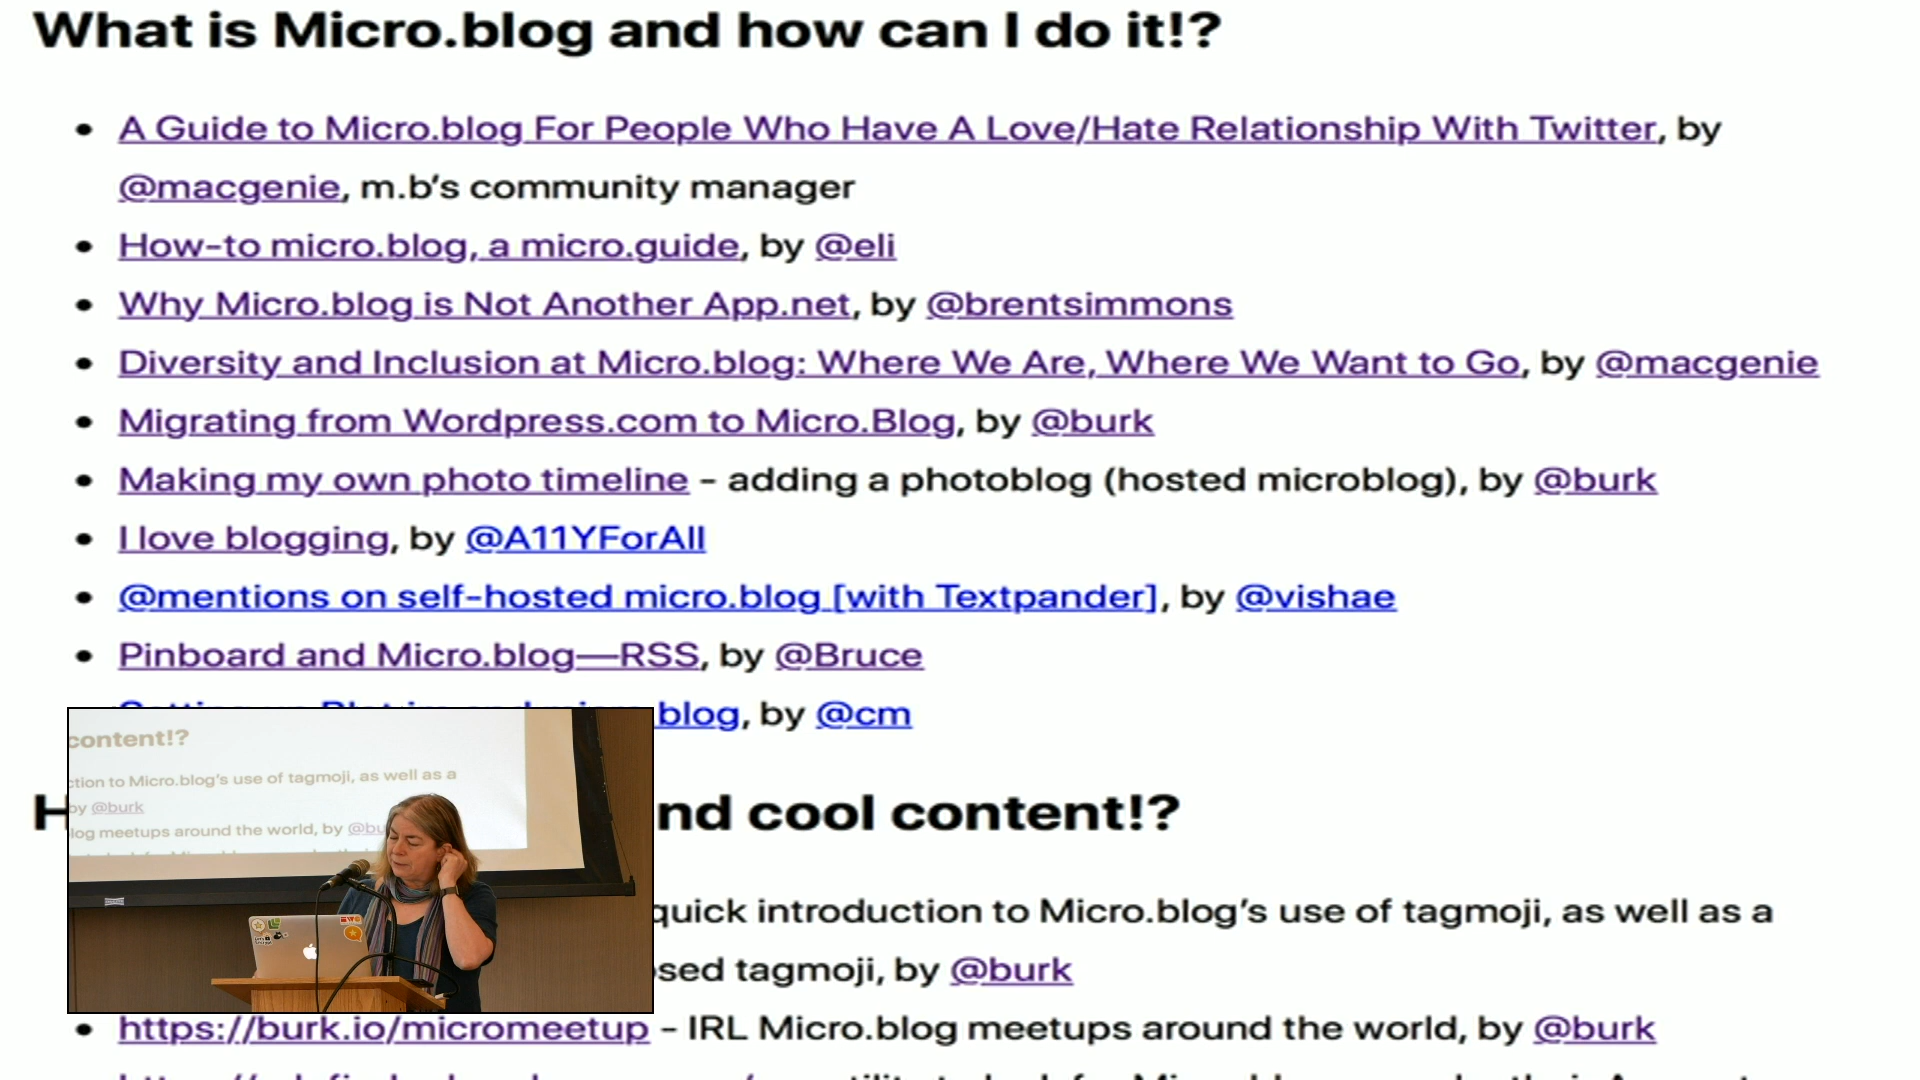 What is Micro.blog and how can I do it!?
A Guide to Micro.blog For People Who Have A Love/Hate Relationship With Twitter, by
@macgenie, m.b’s community manager
How-to micro.blog, a micro.guide, by @eli
Why Micro.blog is Not Another App.net, by @brentsimmons
Diversity and Inclusion at Micro.blog: Where We Are, Where We Want to Go, by @macgenie
Migrating from Wordpress.com to Micro.Blog, by @burk
Making my own photo timeline - adding a photoblog (hosted microblog), by @burk
I love blogging, by @A11YForAll
@mentions on self-hosted micro.blog [with Textpander], by @vishae
Pinboard and Micro.blog—RSS, by @Bruce
blog, by @cm
nd cool content!?
quick introduction to Micro.blog’s use of tagmoji, as well as a
sed tagmoji, by @burk
https://burk.io/micromeetup - IRL Micro.blog meetups around the world, by @burk
content!?
ction to Micro.blog’s use of tagmoji, as well as a
by @burk
log meetups around the world, by @bu